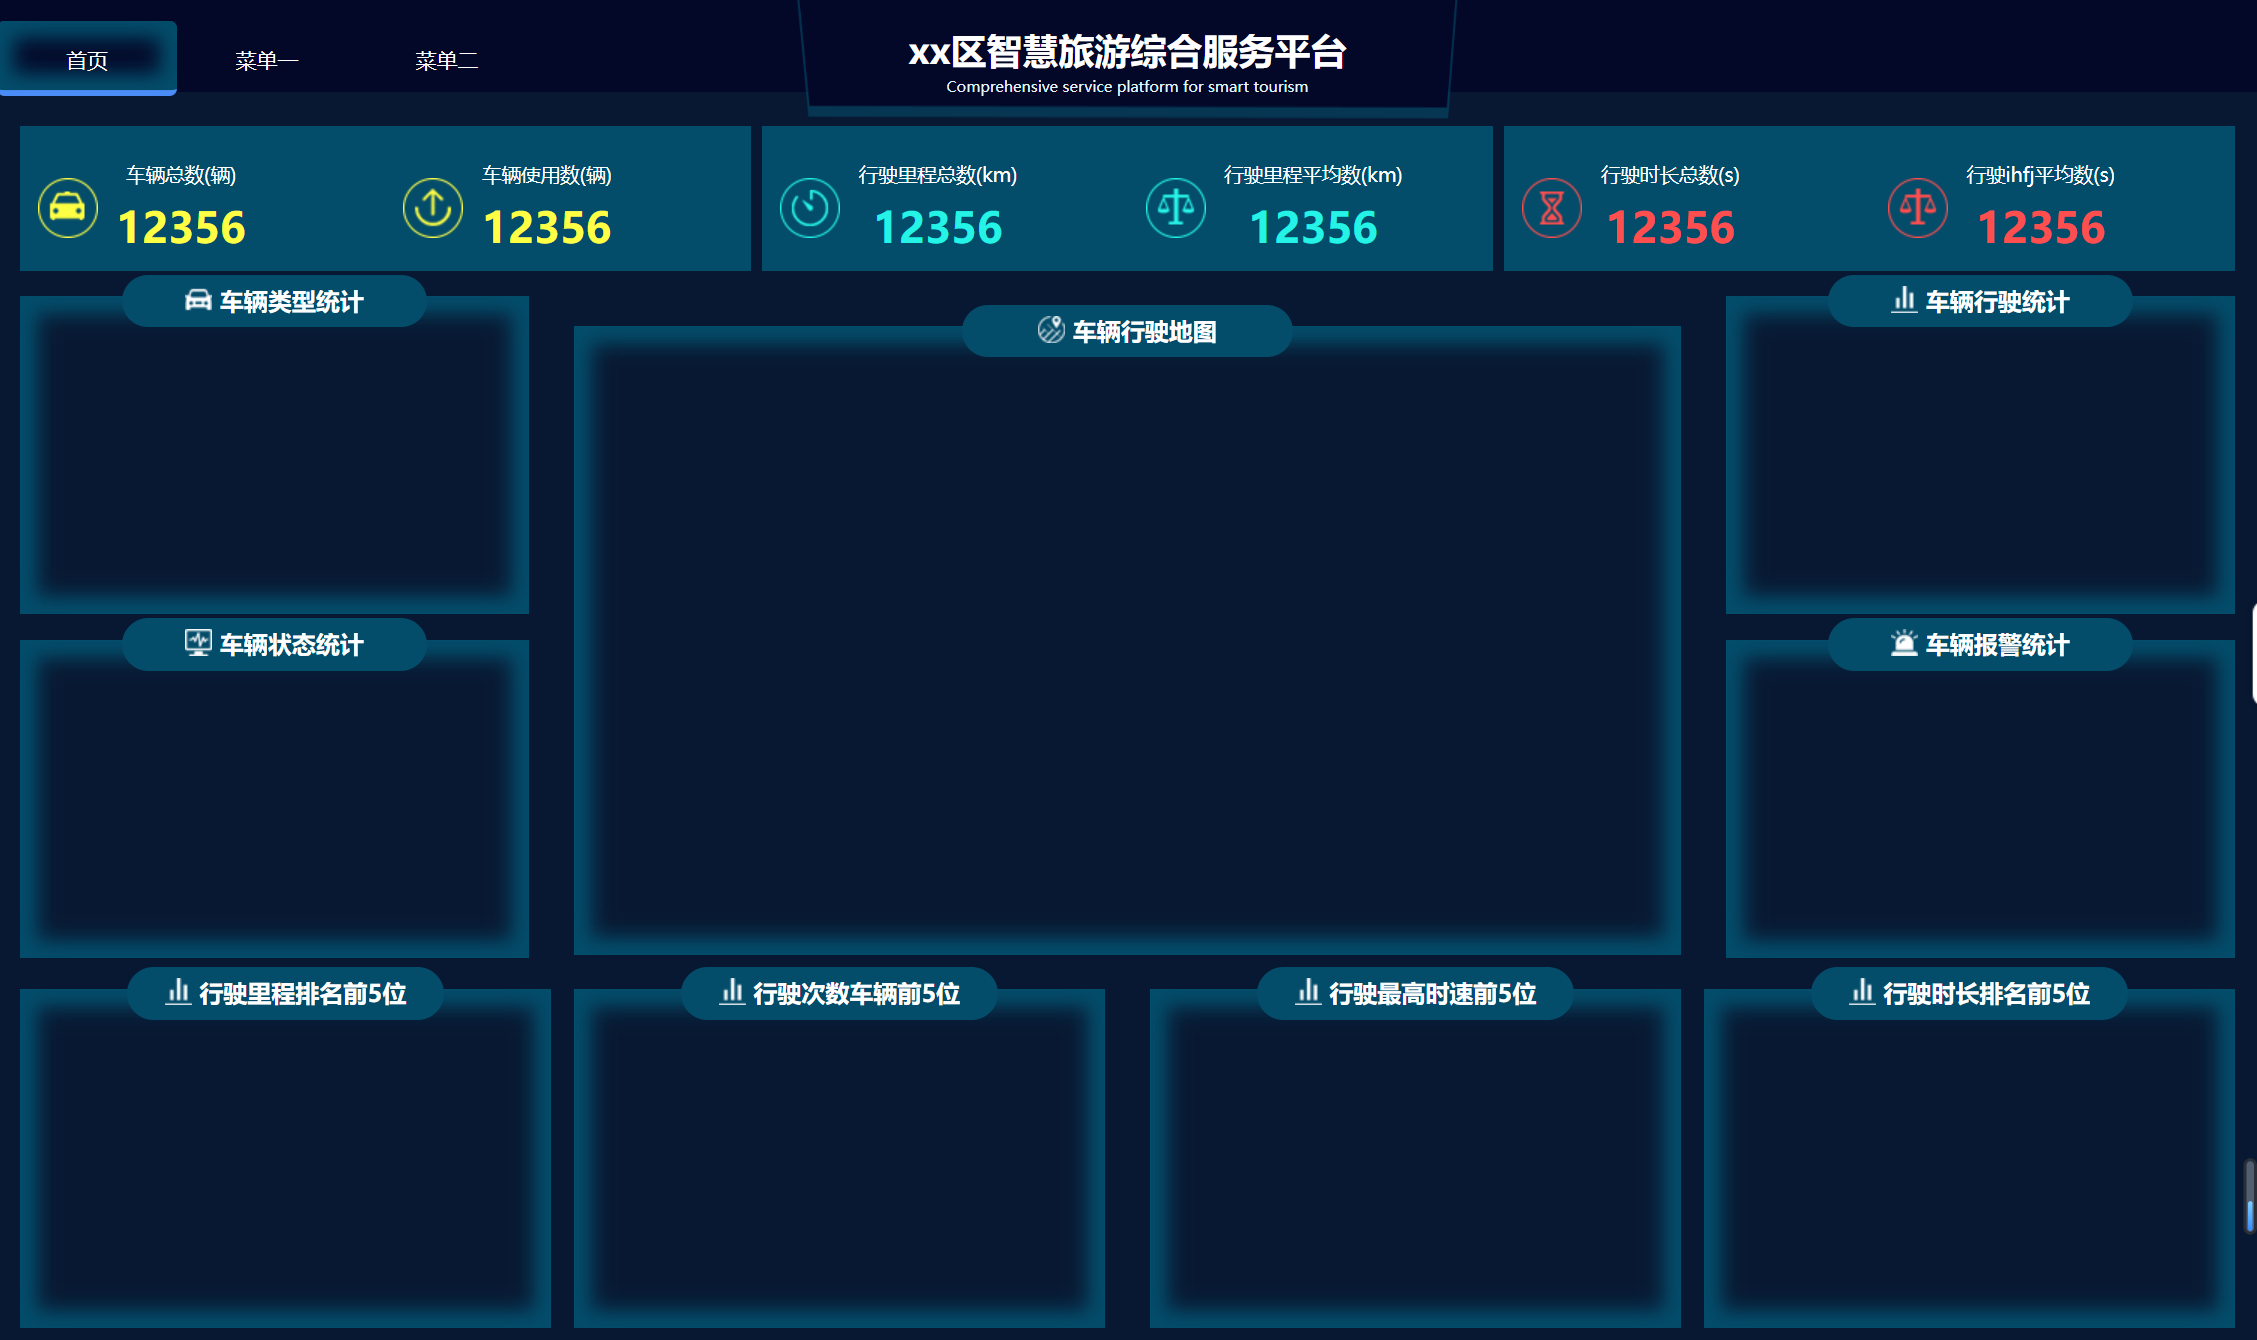 首页
菜单一
菜单二
xx区智慧旅游综合服务平台
Comprehensive service platform for smart tourism
车辆总数(辆)
12356
车辆使用数(辆)
12356
行驶里程总数(km)
12356
行驶里程平均数(km)
12356
行驶时长总数(s)
12356
行驶ihfj平均数(s)
12356
车辆类型统计
车辆行驶地图
车辆行驶统计
车辆状态统计
车辆报警统计
行驶里程排名前5位
行驶次数车辆前5位
行驶最高时速前5位
行驶时长排名前5位